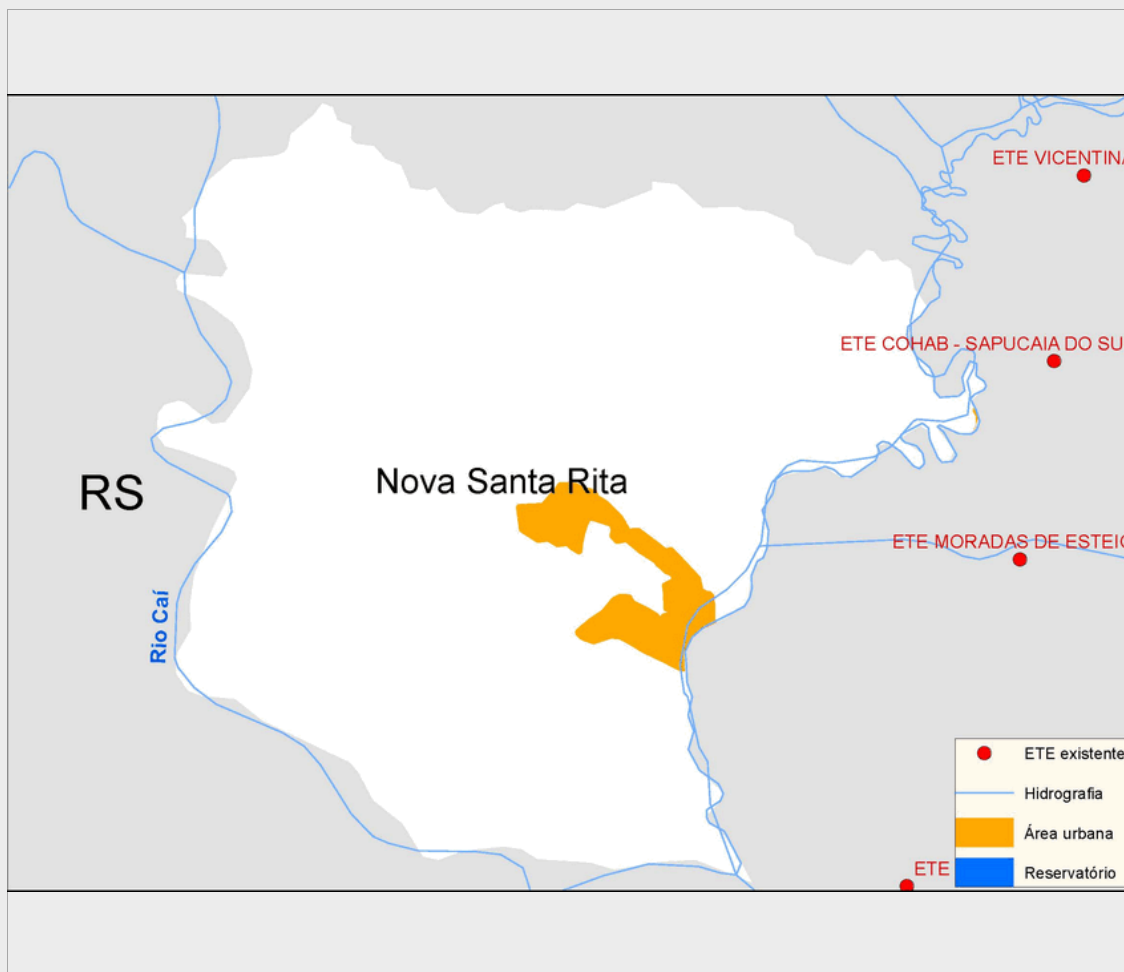 ETE VICENTINA
ETE COHAB - SAPUCAIA DO SU
Nova Santa Rita
RS
ETE MORADAS DE ESTEIO
Rio Caí
ETE existente
Hidrografia
Área urbana
Reservatório
ETE